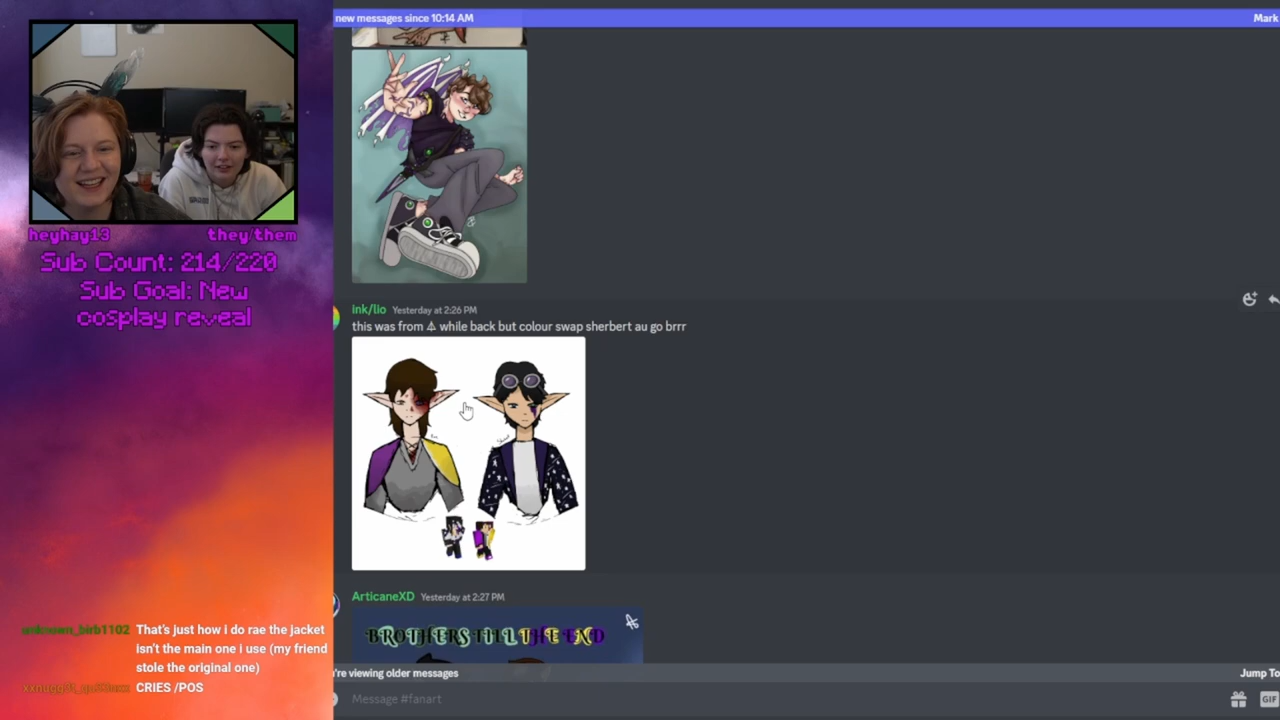 new messages since 10:14 AM
Mark
heyhay13
they/them
Sub Count: 214/220
Sub Goal: New
cosplay reveal
ink/lio Yesterday at 2:26 PM
this was from 4 while back but colour swap sherbert au go brrr
ArticaneXD Yesterday at 2:27 PM
BROTHERS TILL THE END
're viewing older messages
Jump To
Message #fanart
GIF
unknown_birb1102 That's just how i do rae the jacket
isn't the main one i use (my friend
stole the original one)
CRIES /POS